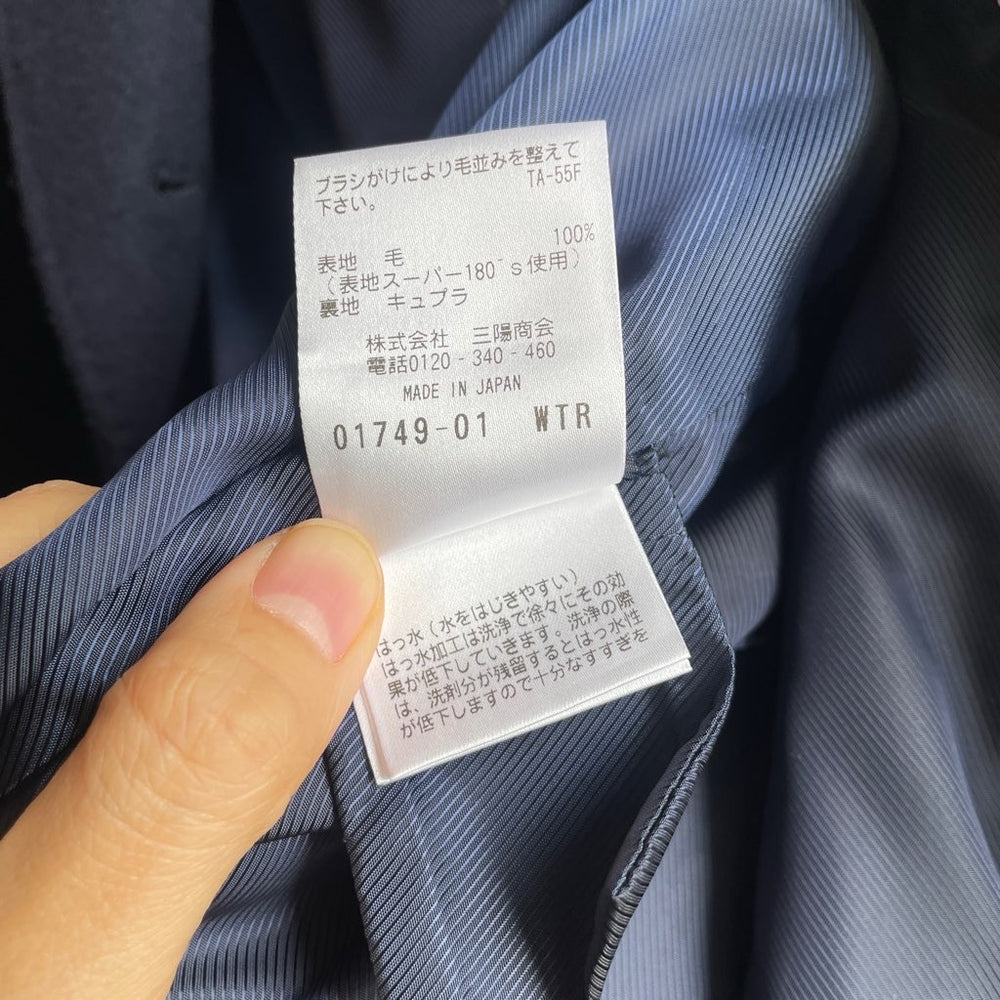 ブラシがけにより毛並みを整えて
下さい。 TA-55F
表地 毛 100%
(表地スーパー180´s使用)
裏地 キュプラ
株式会社 三陽商会
電話0120-340-460
MADE IN JAPAN
01749-01 WTR
はっ水(水をはじきやすい)
はっ水加工は洗浄で徐々にその効
果が低下していきます。洗浄の際
は、洗剤分が残留するとはっ水性
が低下しますので十分なすすぎを